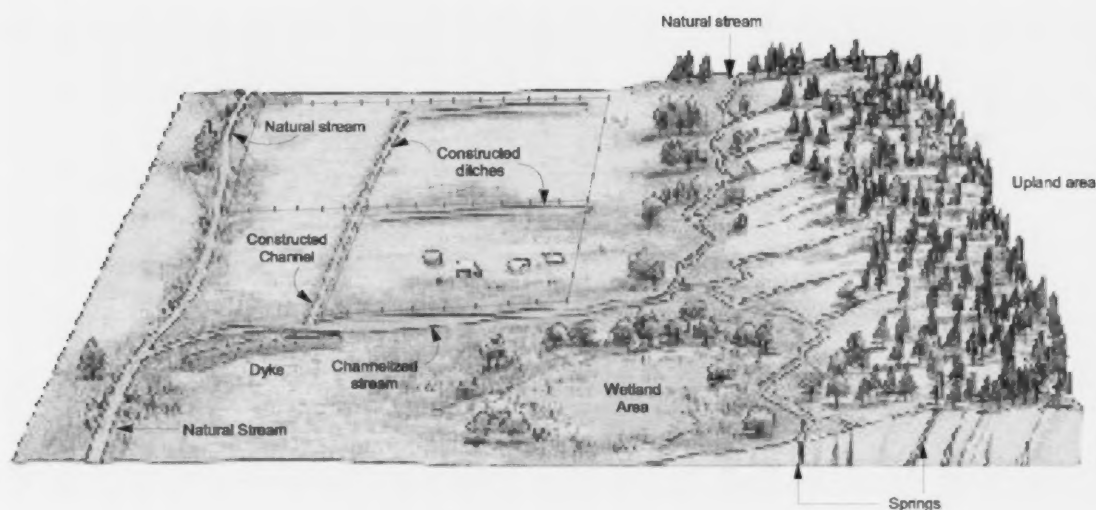 Natural stream
Natural stream
Constructed
ditches
Upland area
Constructed
Channel
Dyke
Channelized
stream
Wetland
Area
Natural Stream
Springs